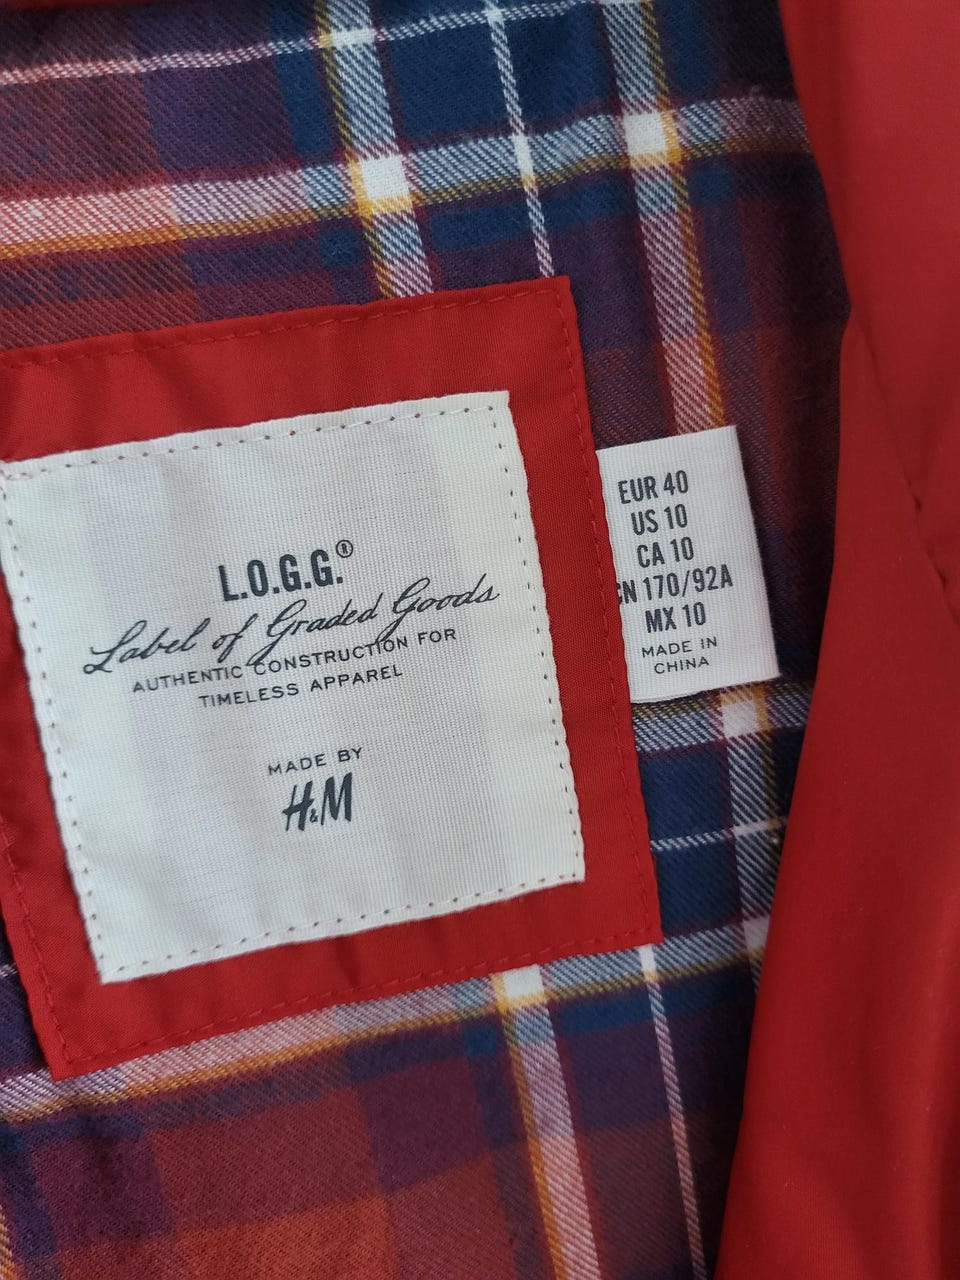 L.O.G.G.®
Label of Graded Goods
AUTHENTIC CONSTRUCTION FOR
TIMELESS APPAREL
MADE BY
H&M
EUR 40
US 10
CA 10
CN 170/92A
MX 10
MADE IN
CHINA